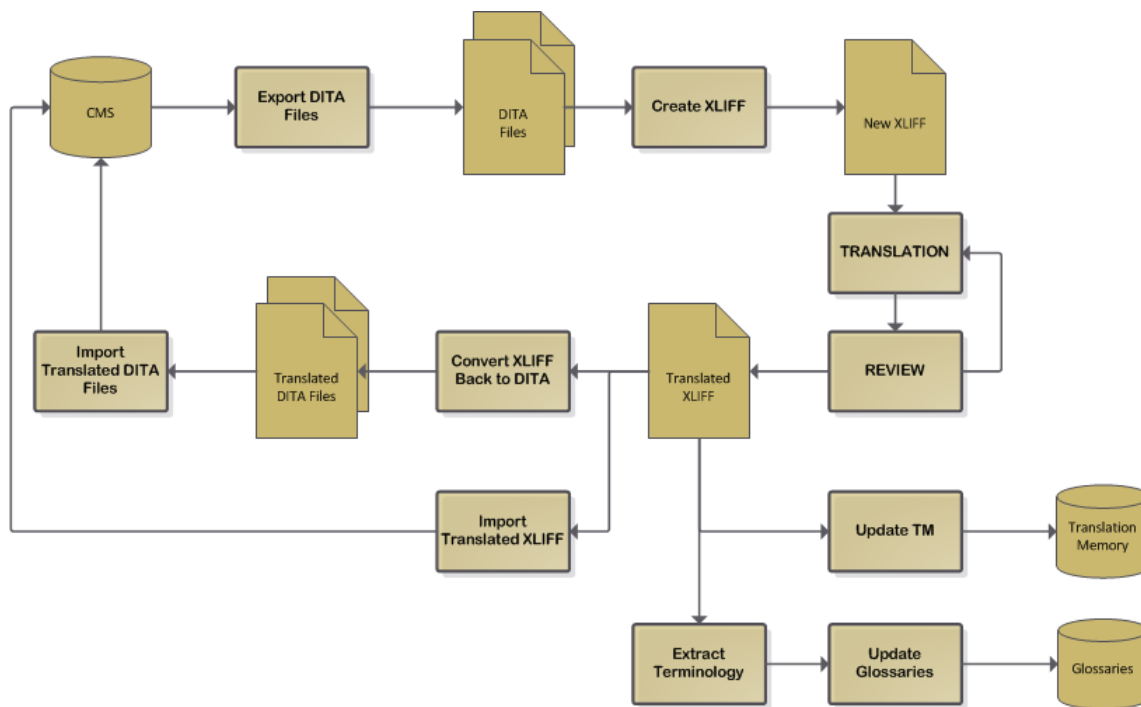 CMS
Export DITA
Files
DITA
Files
Create XLIFF
New XLIFF
TRANSLATION
Import
Translated DITA
Files
Translated
DITA Files
Convert XLIFF
Back to DITA
Translated
XLIFF
REVIEW
Import
Translated XLIFF
Update TM
Translation
Memory
Extract
Terminology
Update
Glossaries
Glossaries